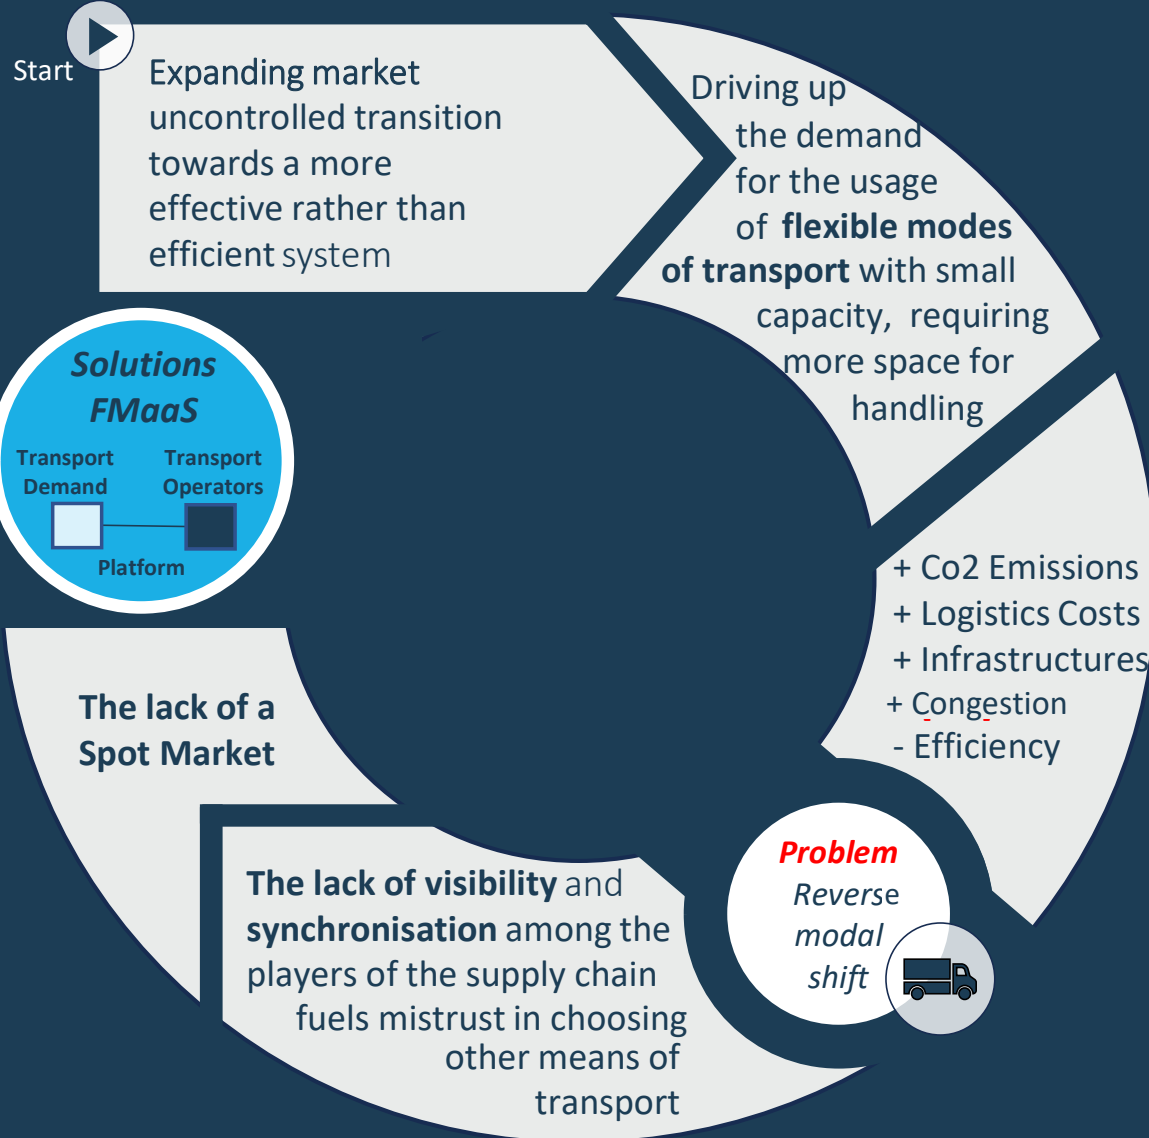 Start
Expanding market
uncontrolled transition
towards a more
effective rather than
efficient system
Driving up
the demand
for the usage
of flexible modes
of transport with small
capacity, requiring
more space for
handling
+ Co2 Emissions
+ Logistics Costs
+ Infrastructures
+ Congestion
- Efficiency
Problem
Reverse
modal
shift
The lack of visibility and
synchronisation among the
players of the supply chain
fuels mistrust in choosing
other means of
transport
The lack of a
Spot Market
Solutions
FMaaS
Transport Transport
Demand Operators
Platform